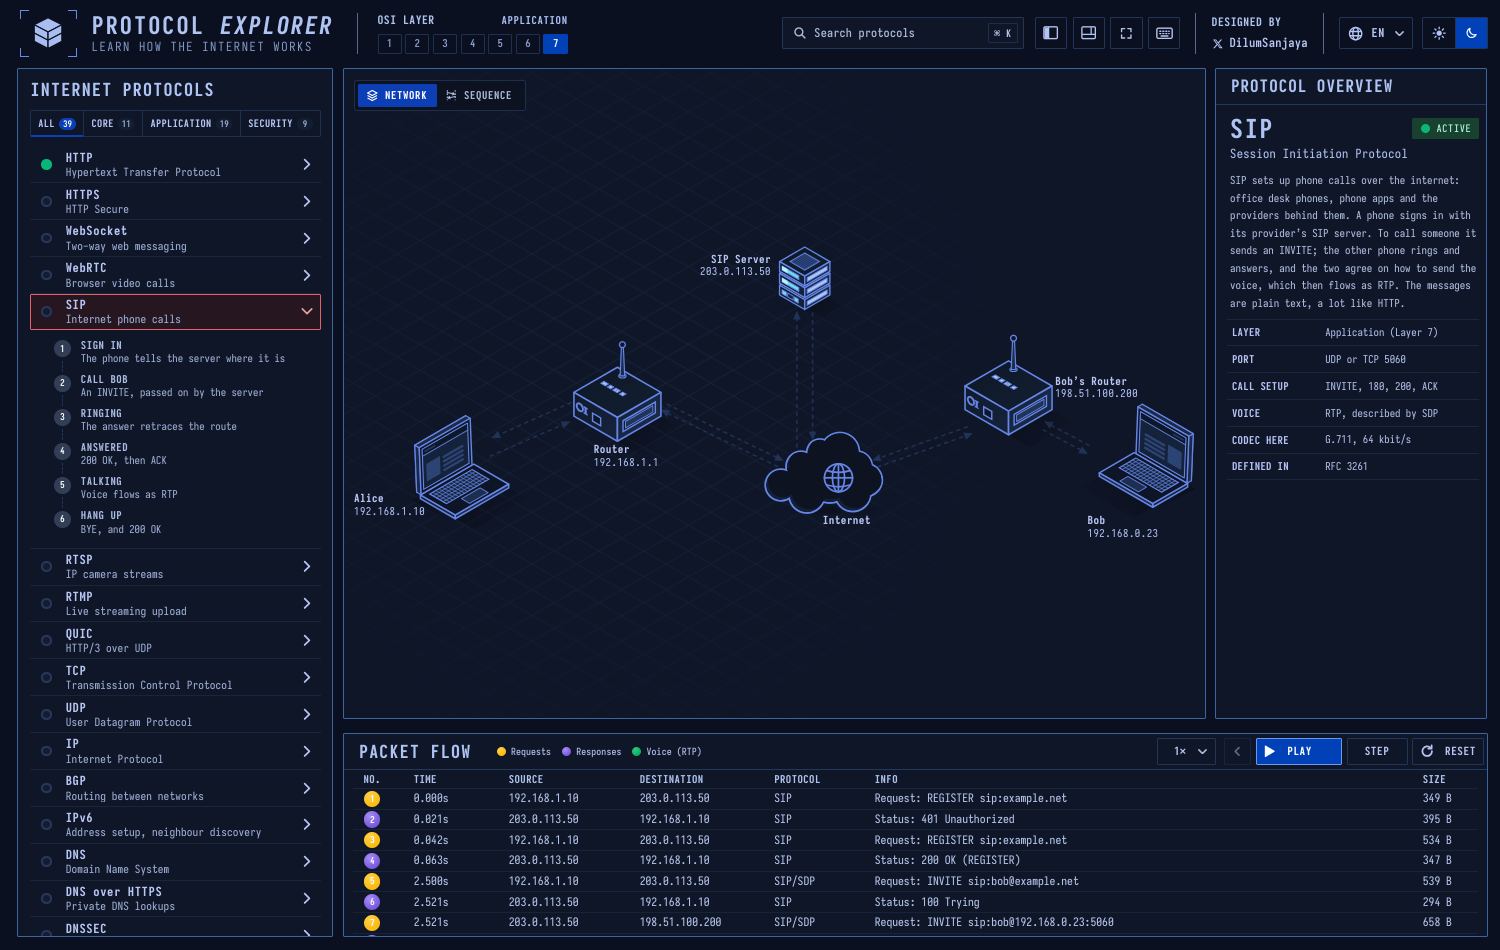 PROTOCOL EXPLORER
LEARN HOW THE INTERNET WORKS
OSI LAYER APPLICATION
1 2 3 4 5 6 7
Search protocols ⌘ K
DESIGNED BY
DilumSanjaya
EN
INTERNET PROTOCOLS
ALL 39 CORE 11 APPLICATION 19 SECURITY 9
HTTP
Hypertext Transfer Protocol
HTTPS
HTTP Secure
WebSocket
Two-way web messaging
WebRTC
Browser video calls
SIP
Internet phone calls
1 SIGN IN
The phone tells the server where it is
2 CALL BOB
An INVITE, passed on by the server
3 RINGING
The answer retraces the route
4 ANSWERED
200 OK, then ACK
5 TALKING
Voice flows as RTP
6 HANG UP
BYE, and 200 OK
RTSP
IP camera streams
RTMP
Live streaming upload
QUIC
HTTP/3 over UDP
TCP
Transmission Control Protocol
UDP
User Datagram Protocol
IP
Internet Protocol
BGP
Routing between networks
IPv6
Address setup, neighbour discovery
DNS
Domain Name System
DNS over HTTPS
Private DNS lookups
DNSSEC
NETWORK SEQUENCE
SIP Server
203.0.113.50
Router
192.168.1.1
Bob's Router
198.51.100.200
Alice
192.168.1.10
Internet
Bob
192.168.0.23
PROTOCOL OVERVIEW
SIP ACTIVE
Session Initiation Protocol
SIP sets up phone calls over the internet:
office desk phones, phone apps and the
providers behind them. A phone signs in with
its provider's SIP server. To call someone it
sends an INVITE; the other phone rings and
answers, and the two agree on how to send the
voice, which then flows as RTP. The messages
are plain text, a lot like HTTP.
LAYER Application (Layer 7)
PORT UDP or TCP 5060
CALL SETUP INVITE, 180, 200, ACK
VOICE RTP, described by SDP
CODEC HERE G.711, 64 kbit/s
DEFINED IN RFC 3261
PACKET FLOW Requests Responses Voice (RTP) 1× PLAY STEP RESET
NO. TIME SOURCE DESTINATION PROTOCOL INFO SIZE
1 0.000s 192.168.1.10 203.0.113.50 SIP Request: REGISTER sip:example.net 349 B
2 0.021s 203.0.113.50 192.168.1.10 SIP Status: 401 Unauthorized 395 B
3 0.042s 192.168.1.10 203.0.113.50 SIP Request: REGISTER sip:example.net 534 B
4 0.063s 203.0.113.50 192.168.1.10 SIP Status: 200 OK (REGISTER) 347 B
5 2.500s 192.168.1.10 203.0.113.50 SIP/SDP Request: INVITE sip:bob@example.net 539 B
6 2.521s 203.0.113.50 192.168.1.10 SIP Status: 100 Trying 294 B
7 2.521s 203.0.113.50 198.51.100.200 SIP/SDP Request: INVITE sip:bob@192.168.0.23:5060 658 B